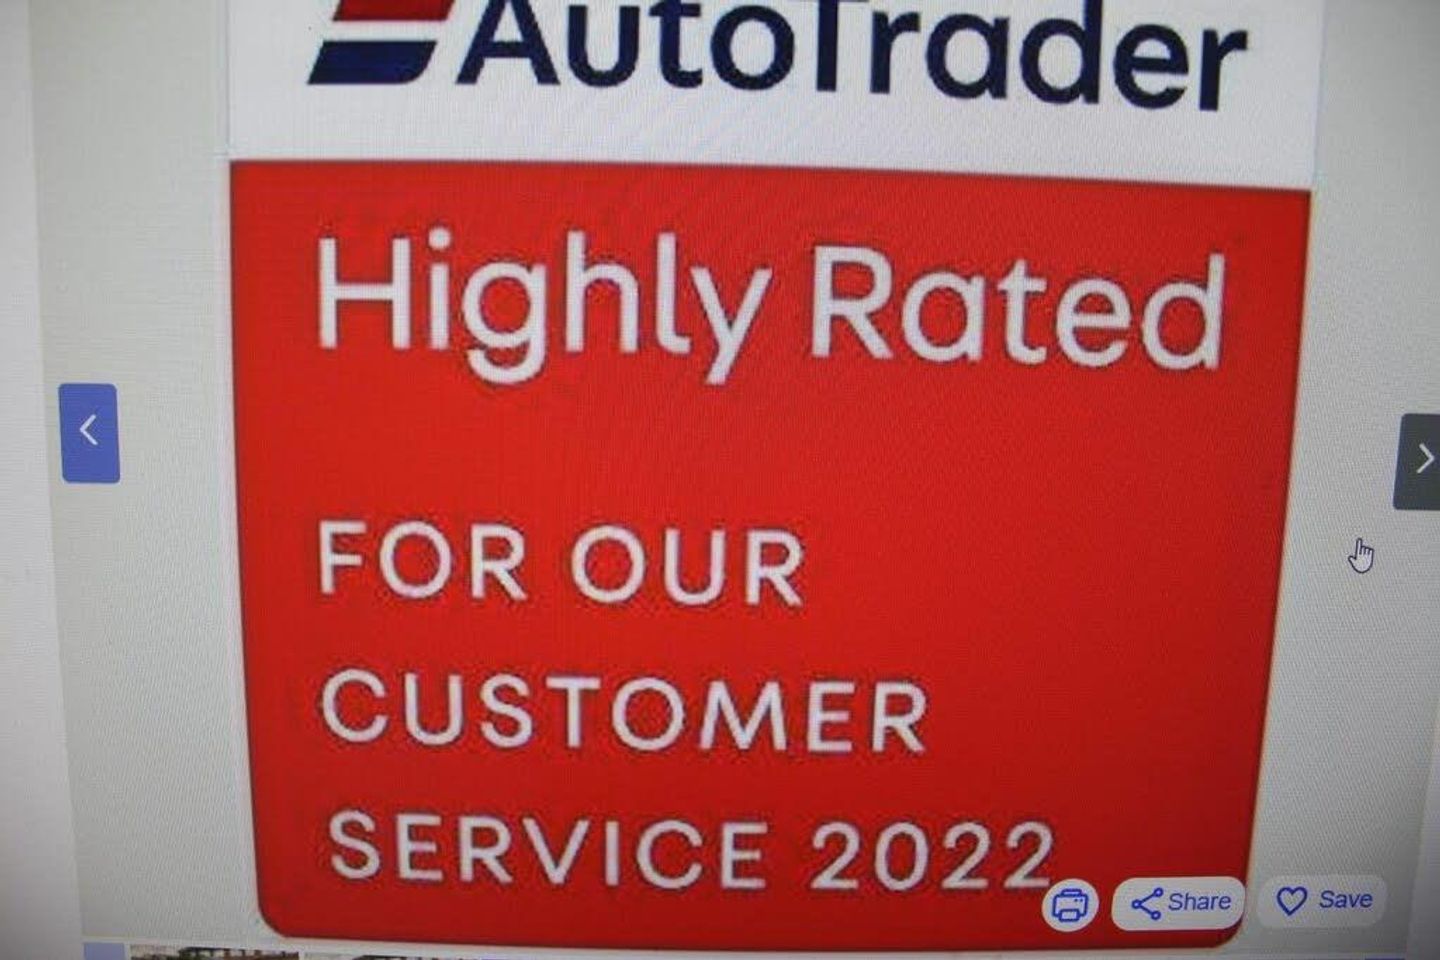 AutoTrader
Highly Rated
FOR OUR
CUSTOMER
SERVICE 2022
Share
Save